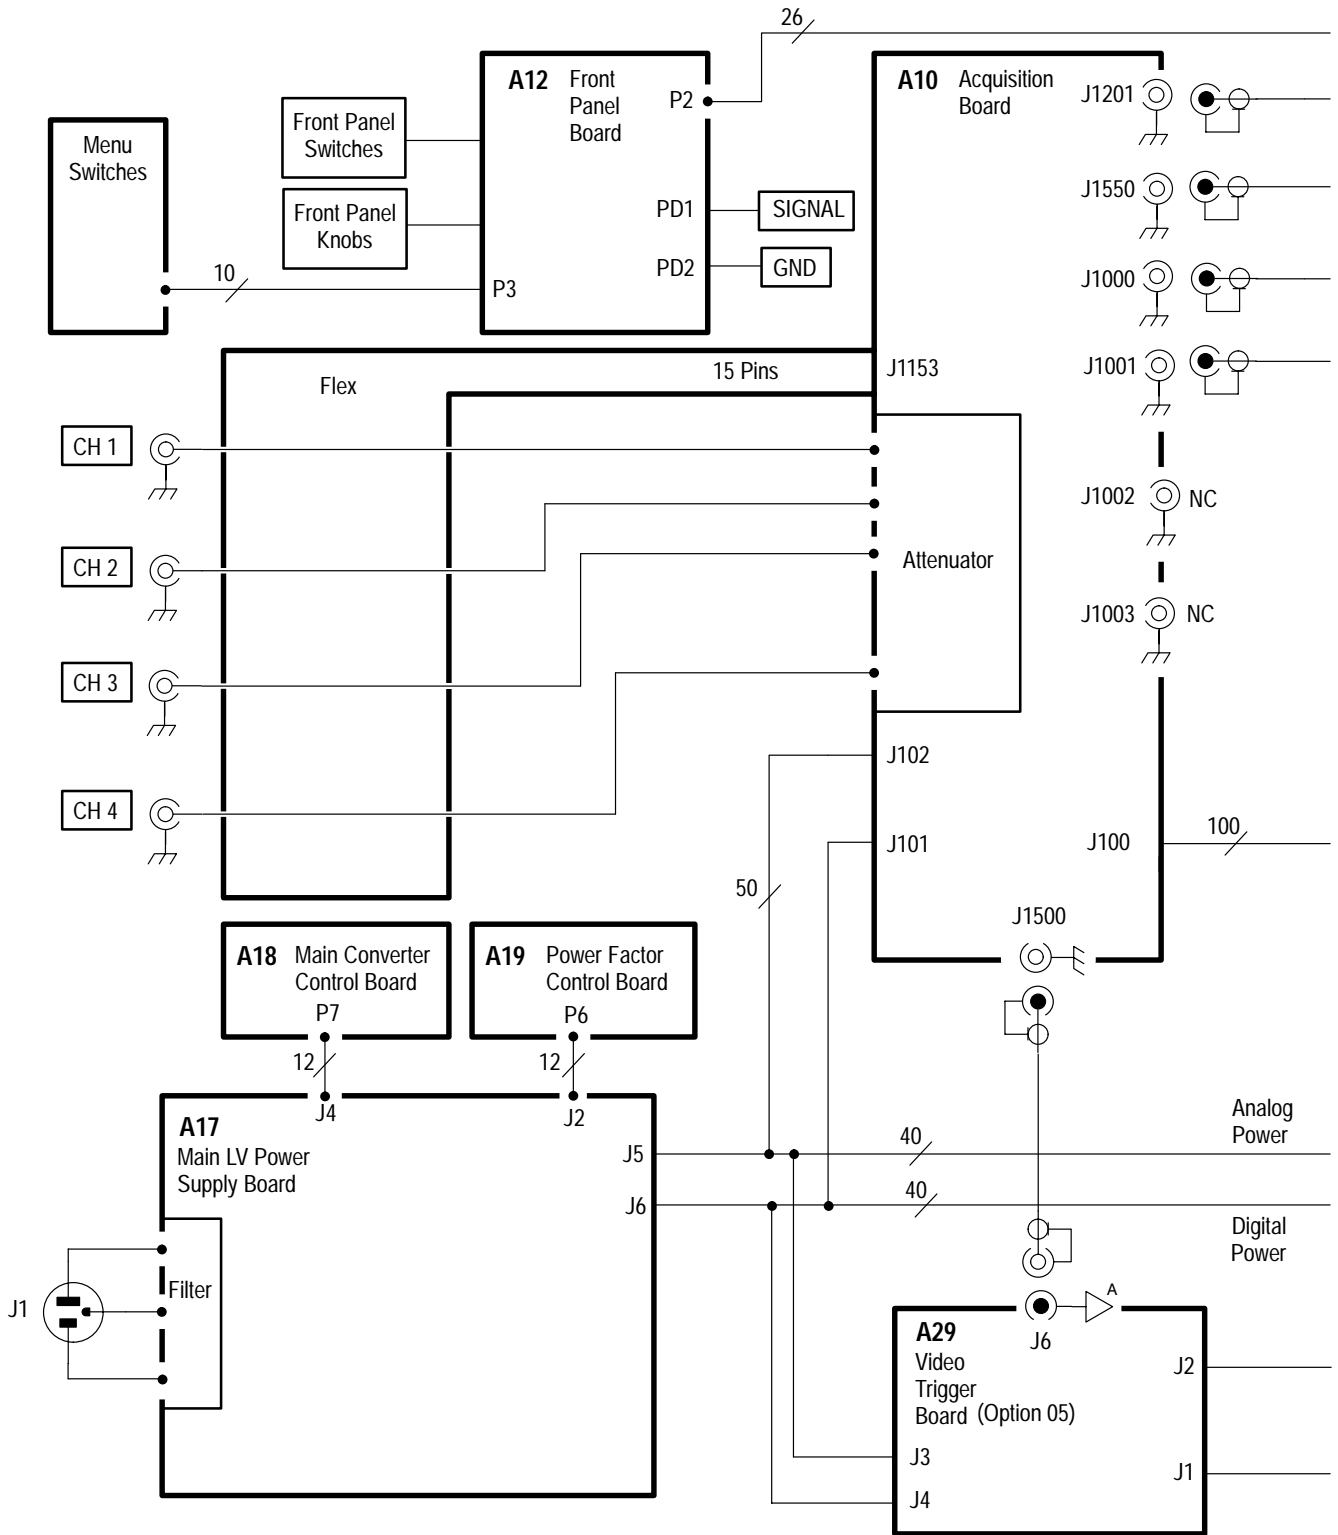 26
A12 Front
Panel
Board
P2
A10 Acquisition
Board
J1201
Front Panel
Switches
Menu
Switches
J1550
Front Panel
Knobs
PD1
SIGNAL
PD2
GND
10
P3
J1000
J1001
Flex
15 Pins
J1153
CH 1
J1002
NC
CH 2
Attenuator
J1003
NC
CH 3
J102
CH 4
J101
J100
100
50
J1500
A18 Main Converter
Control Board
P7
A19 Power Factor
Control Board
P6
12
12
J4
J2
A17
Main LV Power
Supply Board
J5
40
Analog
Power
J6
40
Digital
Power
Filter
J1
A
J6
A29
Video
Trigger
Board (Option 05)
J2
J3
J1
J4